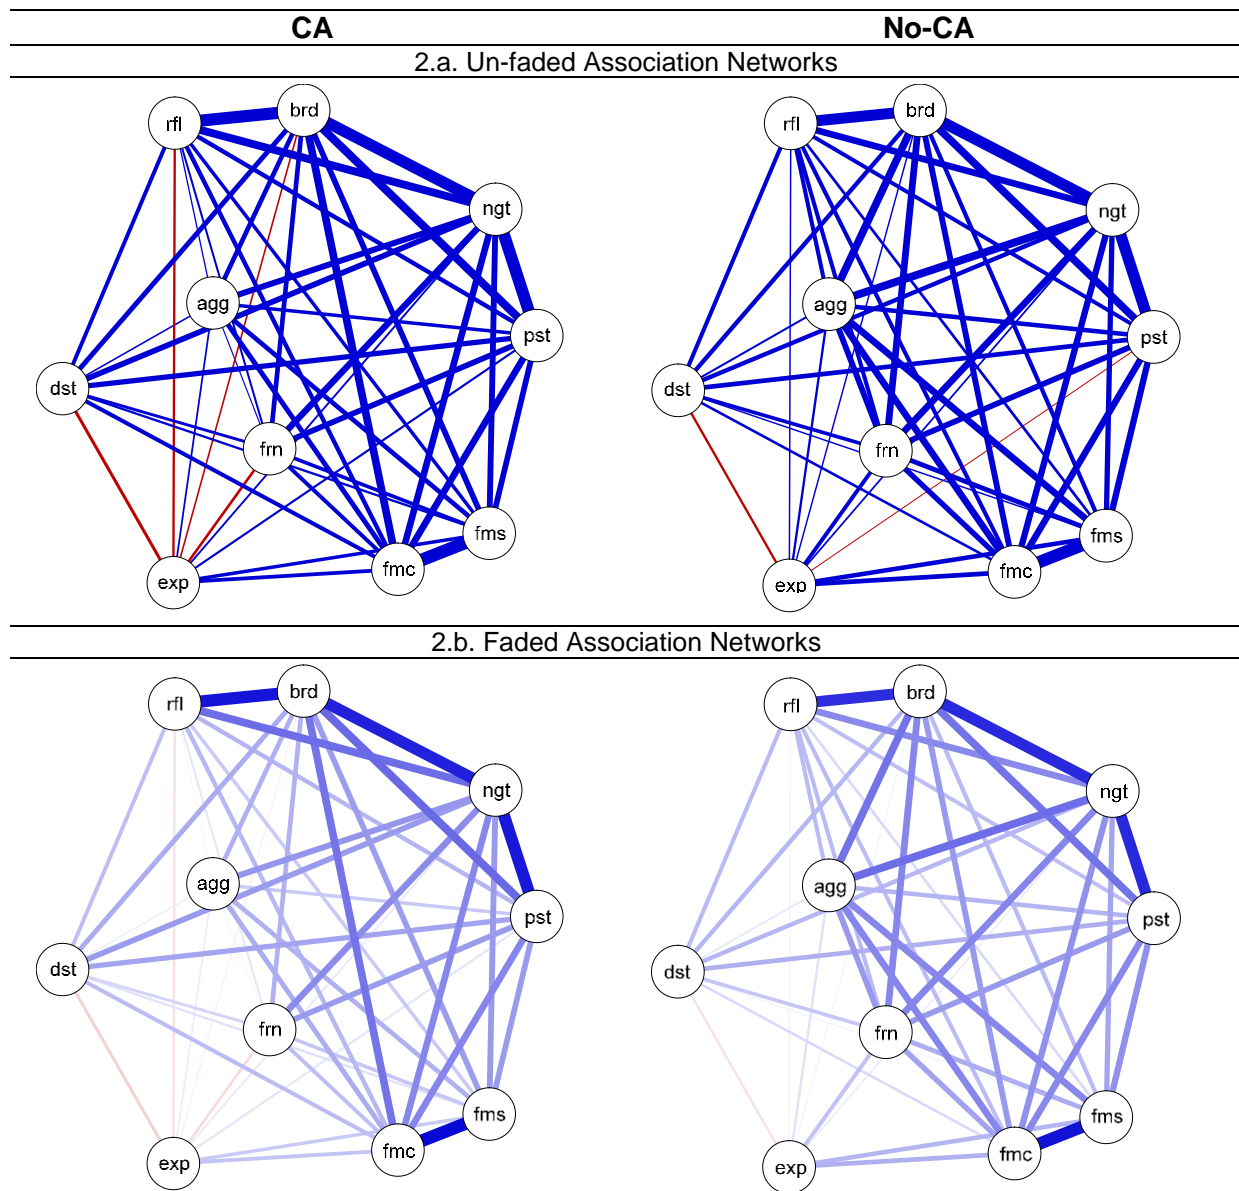 CA No-CA
2.a. Un-faded Association Networks
rfl brd rfl brd
ngt ngt
agg agg
pst pst
dst dst
frn frn
fms fms
exp fmc exp fmc
2.b. Faded Association Networks
rfl brd rfl brd
ngt ngt
agg agg
pst pst
dst dst
frn frn
fms fms
exp fmc exp fmc